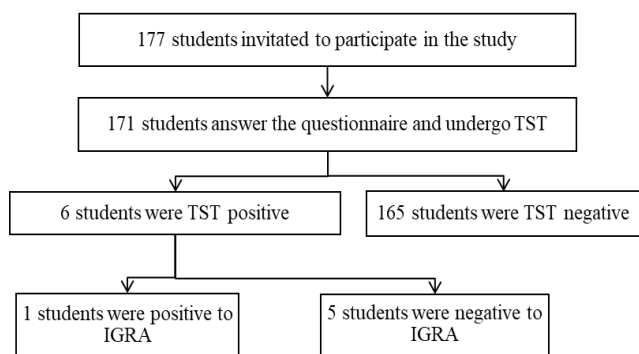 177 students invitated to participate in the study
171 students answer the questionnaire and undergo TST
6 students were TST positive
165 students were TST negative
1 students were positive to
IGRA
5 students were negative to
IGRA